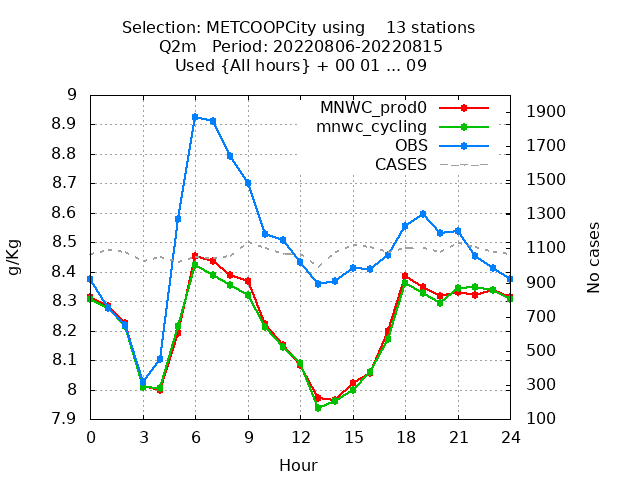 Selection: METCOOPCity using    13 stations
Q2m   Period: 20220806-20220815
Used {All hours} + 00 01 ... 09
MNWC_prod0
mnwc_cycling
OBS
CASES
9
8.9
8.8
8.7
8.6
8.5
8.4
8.3
8.2
8.1
8
7.9
g/Kg
1900
1700
1500
1300
1100
900
700
500
300
100
No cases
0 3 6 9 12 15 18 21 24
Hour